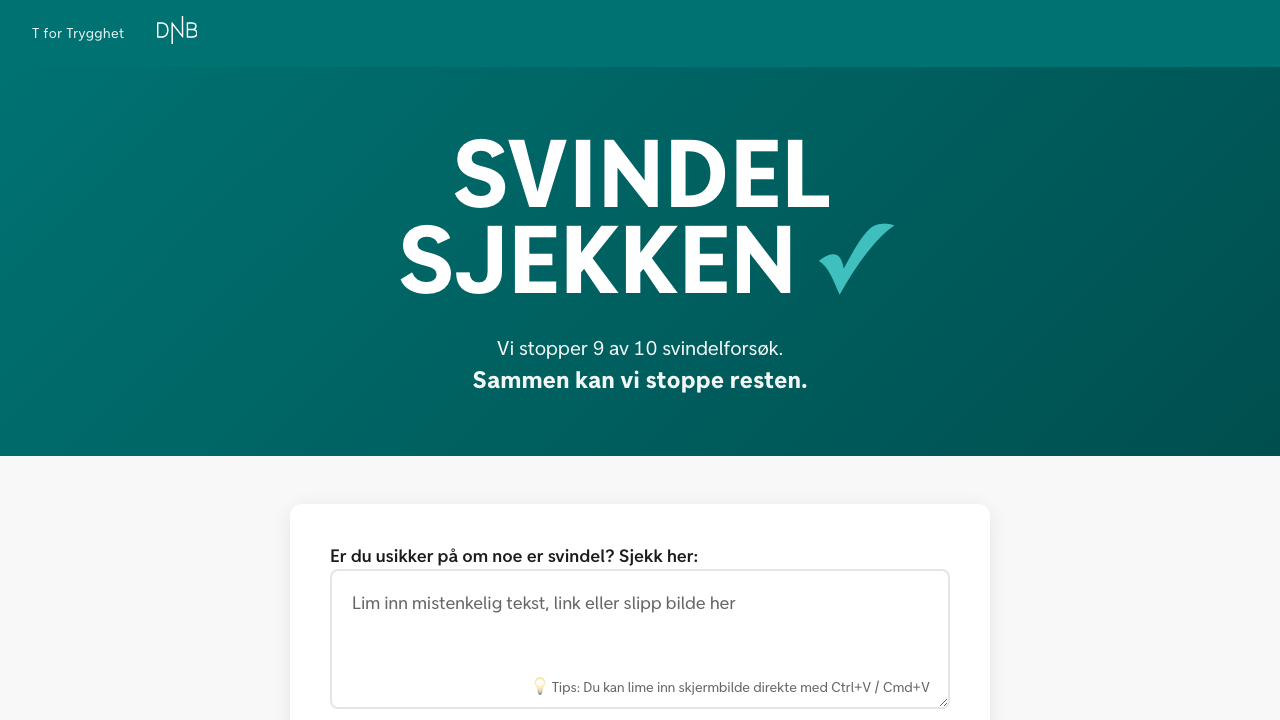 T for Trygghet
DNB
SVINDEL
SJEKKEN ✓
Vi stopper 9 av 10 svindelforsøk.
Sammen kan vi stoppe resten.
Er du usikker på om noe er svindel? Sjekk her:
Lim inn mistenkelig tekst, link eller slipp bilde her
💡 Tips: Du kan lime inn skjermbilde direkte med Ctrl+V / Cmd+V